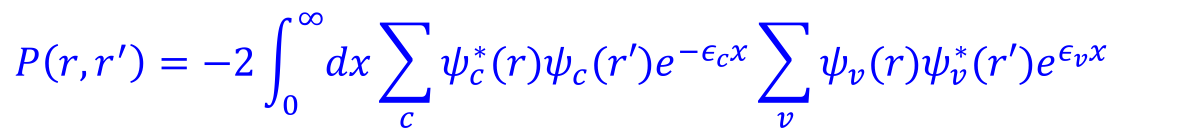 P(r, r′) = −2 ∫₀^∞ dx ∑_c ψ_c^*(r)ψ_c(r′)e^{−ϵ_c x} ∑_v ψ_v(r)ψ_v^*(r′)e^{ϵ_v x}